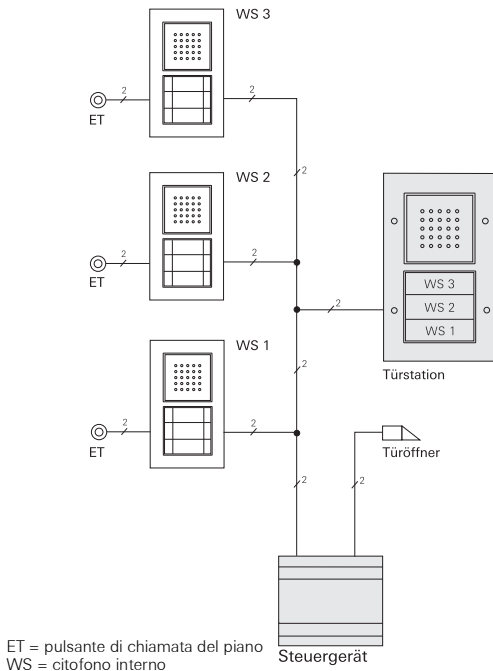 WS 3
2
2
ET
2
WS 2
2
2
ET
WS 3
2
WS 2
WS 1
WS 1
2
Türstation
2
2
ET
Türöffner
2
2
ET = pulsante di chiamata del piano
WS = citofono interno
Steuergerät